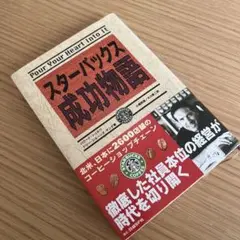 Pour Your Heart Into It
スターバックス
成功物語
北米、日本に2600店舗の
コーヒーショップチェーン
徹底した社員本位の経営が
時代を切り開く